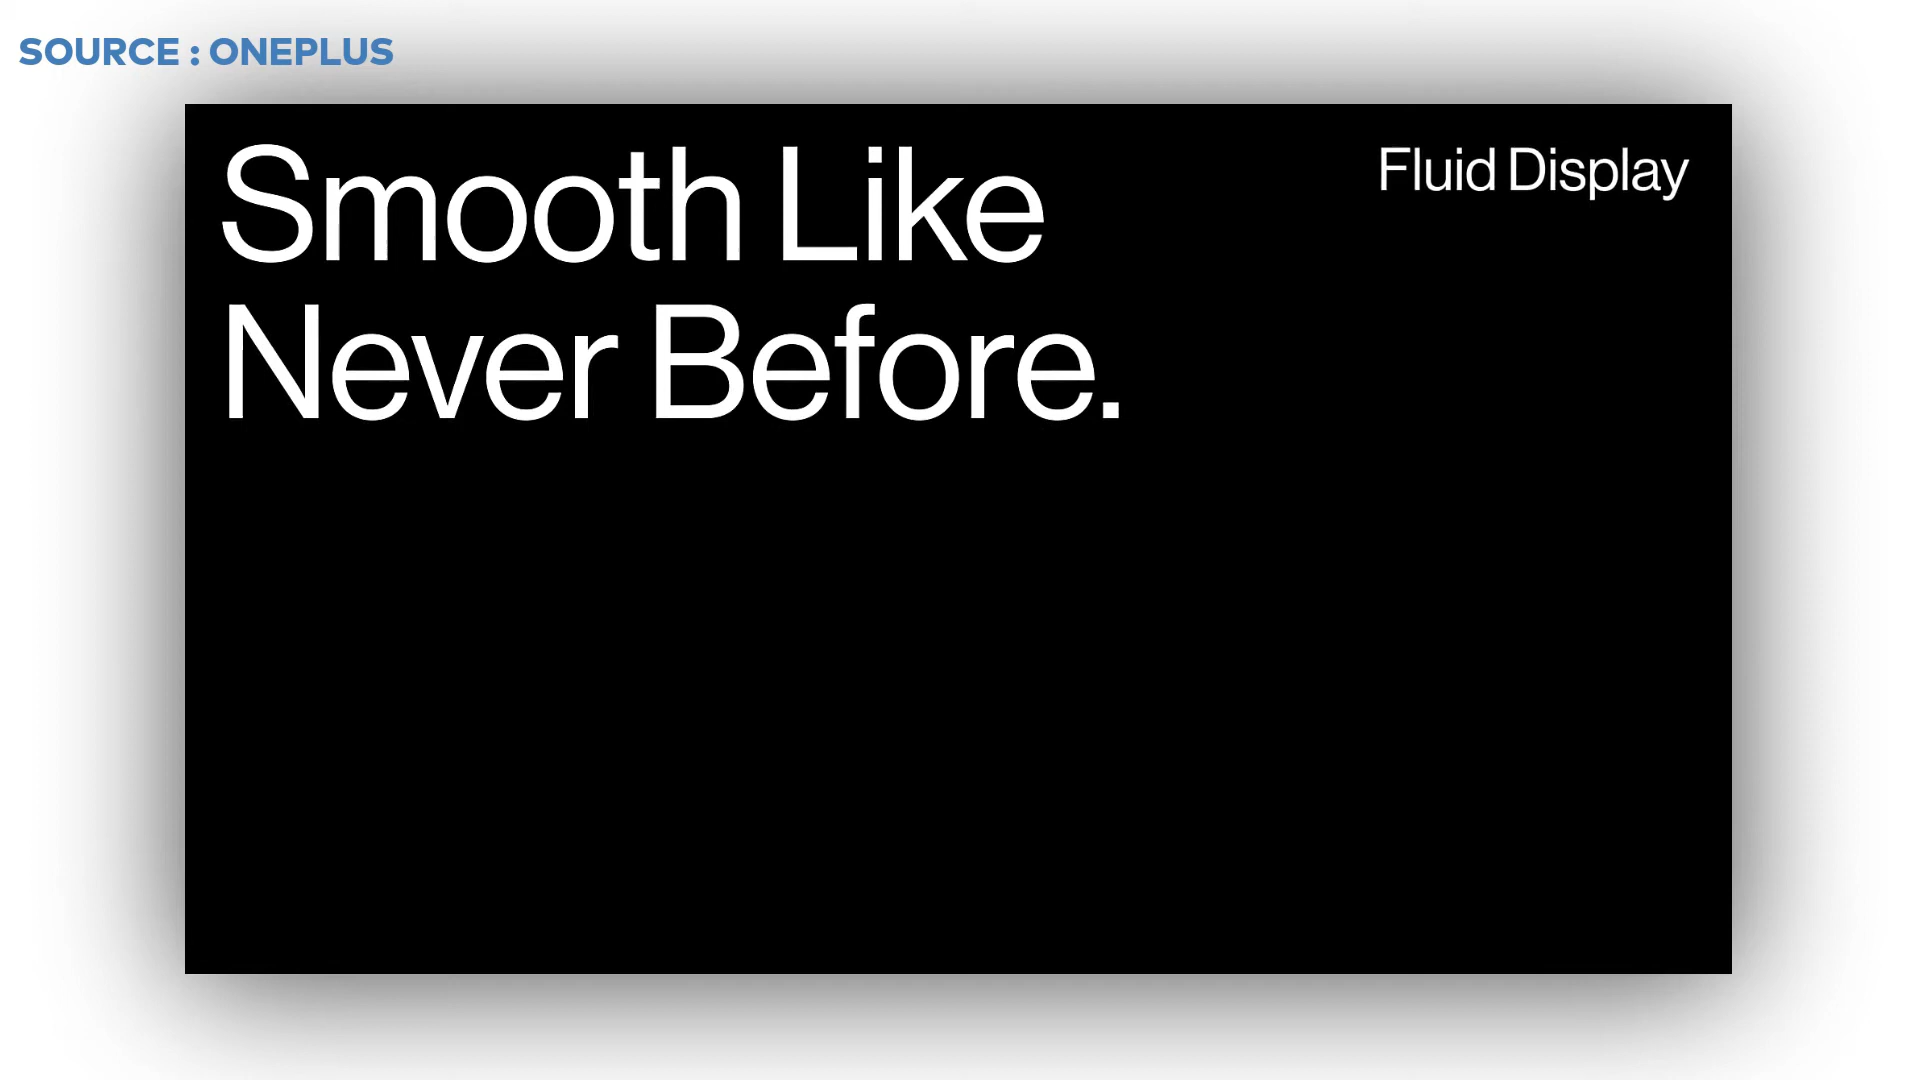 SOURCE : ONEPLUS
Smooth Like
Never Before.
Fluid Display